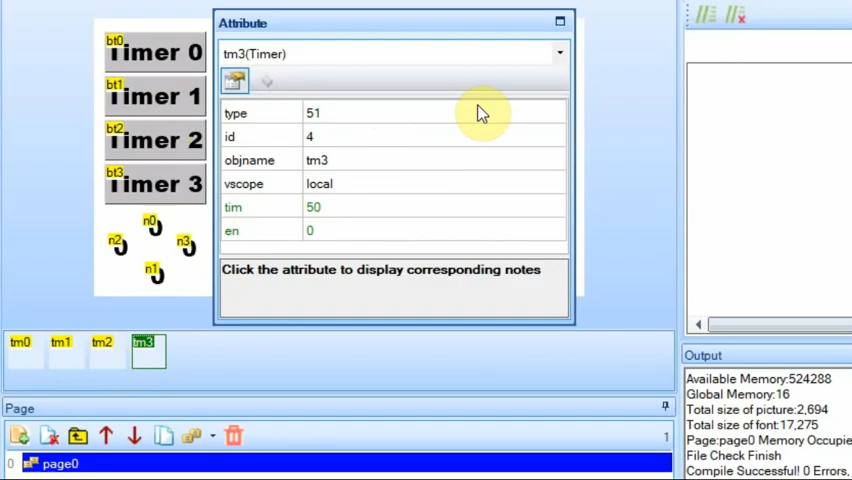 Attribute
tm3(Timer)
type 51
id 4
objname tm3
vscope local
tim 50
en 0
Click the attribute to display corresponding notes
bt0
Timer 0
bt1
Timer 1
bt2
Timer 2
bt3
Timer 3
n0
0
n2
0
n3
0
n1
0
tm0 tm1 tm2 tm3
Page
1
0 page0
Output
Available Memory:524288
Global Memory:16
Total size of picture:2,694
Total size of font:17,275
Page:page0 Memory Occupie
File Check Finish
Compile Successful! 0 Errors,